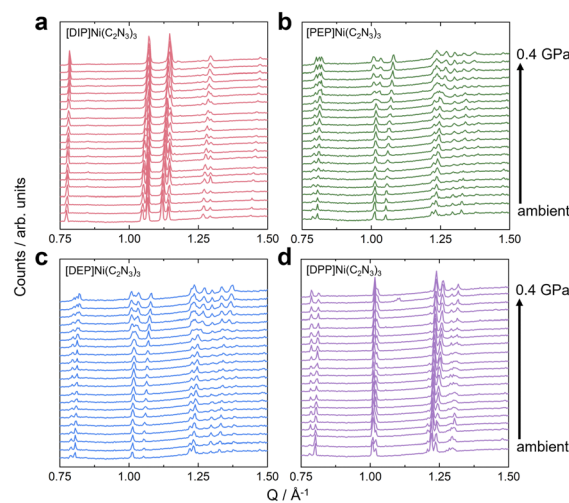 a [DIP]Ni(C₂N₃)₃
b [PEP]Ni(C₂N₃)₃
0.4 GPa
ambient
0.75 1.00 1.25 1.50
0.75 1.00 1.25 1.50
Counts / arb. units
c [DEP]Ni(C₂N₃)₃
d [DPP]Ni(C₂N₃)₃
0.4 GPa
ambient
0.75 1.00 1.25 1.50
0.75 1.00 1.25 1.50
Q / Å⁻¹